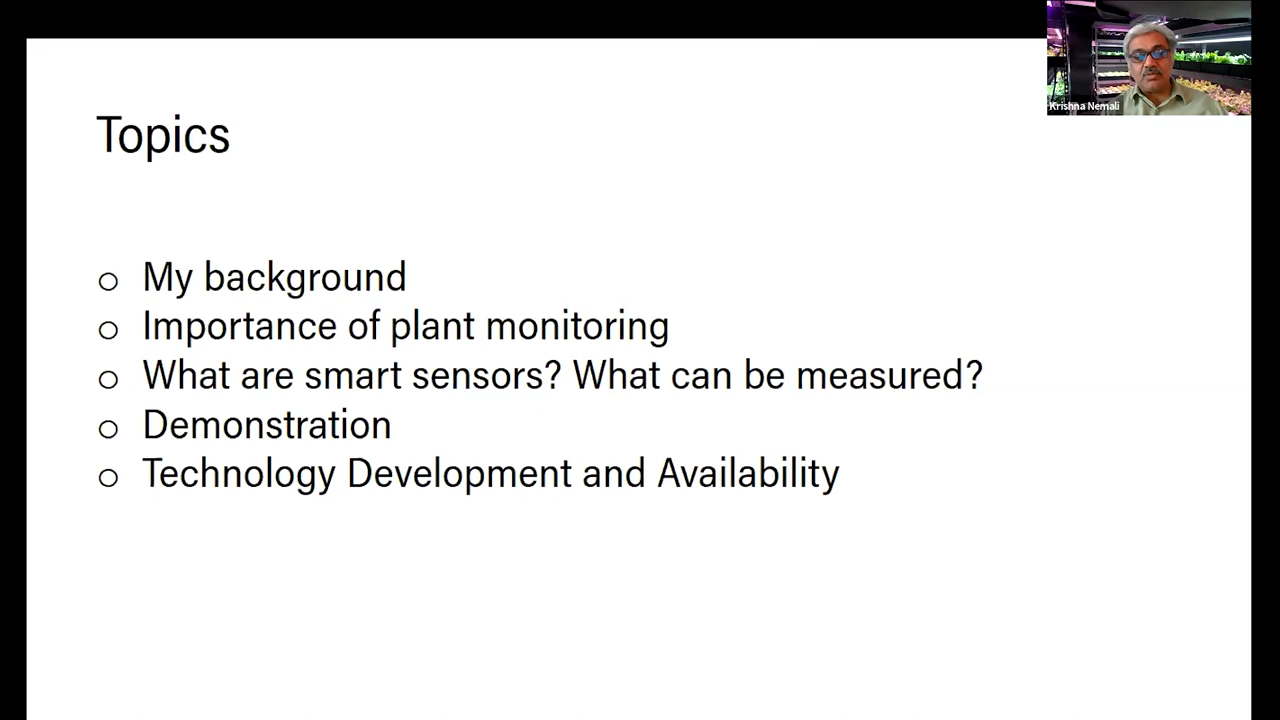 Krishna Nemali
Topics
o My background
o Importance of plant monitoring
o What are smart sensors? What can be measured?
o Demonstration
o Technology Development and Availability